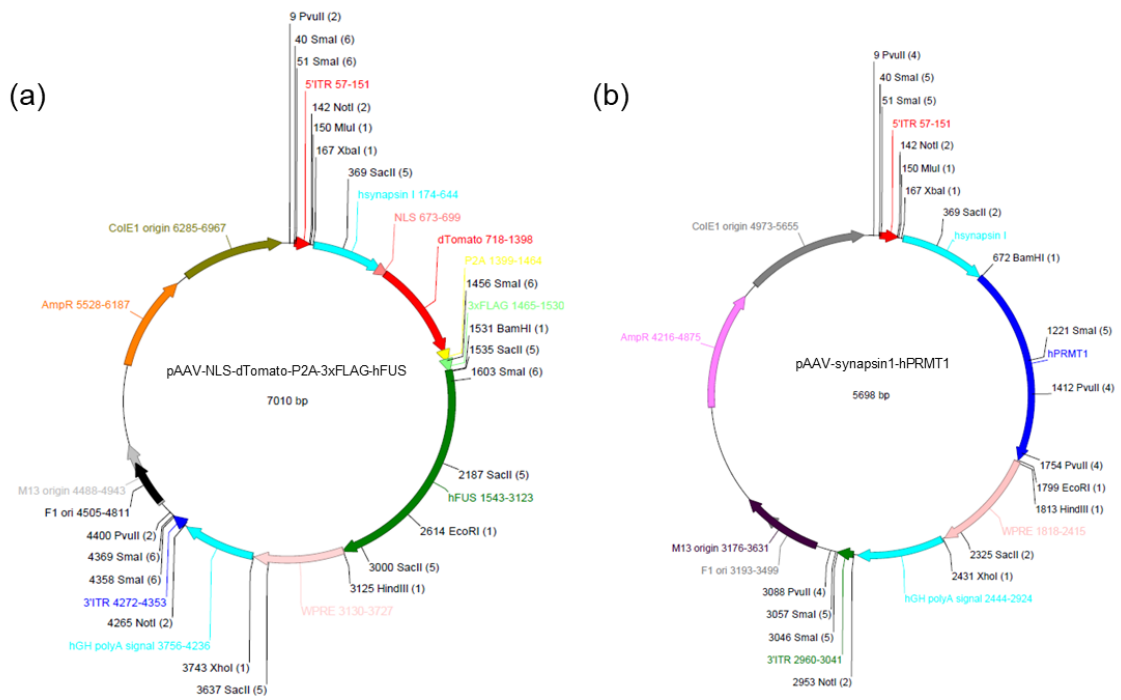 (a)
9 PvuII (2)
40 SmaI (6)
51 SmaI (6)
5'ITR 57-151
142 NotI (2)
150 MluI (1)
167 XbaI (1)
369 SacII (5)
hsynapsin I 174-644
NLS 673-699
dTomato 718-1398
P2A 1399-1464
1456 SmaI (6)
3xFLAG 1465-1530
1531 BamHI (1)
1535 SacII (5)
1603 SmaI (6)
2187 SacII (5)
hFUS 1543-3123
2614 EcoRI (1)
3000 SacII (5)
3125 HindIII (1)
WPRE 3130-3727
3637 SacII (5)
3743 XhoI (1)
hGH polyA signal 3756-4236
4265 NotI (2)
3'ITR 4272-4353
4358 SmaI (6)
4369 SmaI (6)
4400 PvuII (2)
F1 ori 4505-4811
M13 origin 4488-4943
AmpR 5528-6187
ColE1 origin 6285-6967
pAAV-NLS-dTomato-P2A-3xFLAG-hFUS
7010 bp
(b)
9 PvuII (4)
40 SmaI (5)
51 SmaI (5)
5'ITR 57-151
142 NotI (2)
150 MluI (1)
167 XbaI (1)
369 SacII (2)
hsynapsin I
672 BamHI (1)
1221 SmaI (5)
hPRMT1
1412 PvuII (4)
1754 PvuII (4)
1799 EcoRI (1)
1813 HindIII (1)
WPRE 1818-2415
2325 SacII (2)
2431 XhoI (1)
hGH polyA signal 2444-2924
2953 NotI (2)
3'ITR 2960-3041
3046 SmaI (5)
3057 SmaI (5)
3088 PvuII (4)
F1 ori 3193-3499
M13 origin 3176-3631
AmpR 4216-4875
ColE1 origin 4973-5655
pAAV-synapsin1-hPRMT1
5698 bp